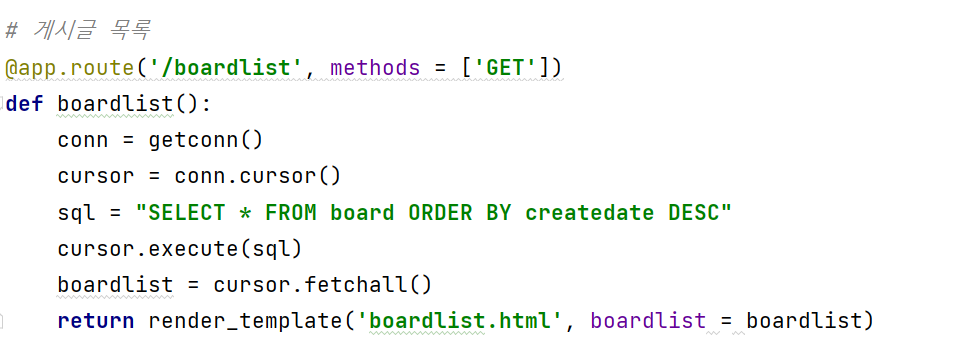 # 게시글 목록
@app.route('/boardlist', methods = ['GET'])
def boardlist():
    conn = getconn()
    cursor = conn.cursor()
    sql = "SELECT * FROM board ORDER BY createdate DESC"
    cursor.execute(sql)
    boardlist = cursor.fetchall()
    return render_template('boardlist.html', boardlist = boardlist)